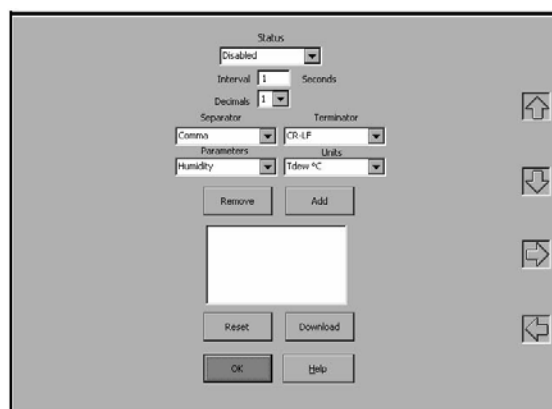 Status
Disabled
Interval 1 Seconds
Decimals 1
Separator Terminator
Comma CR-LF
Parameters Units
Humidity Tdew ºC
Remove Add
Reset Download
OK Help